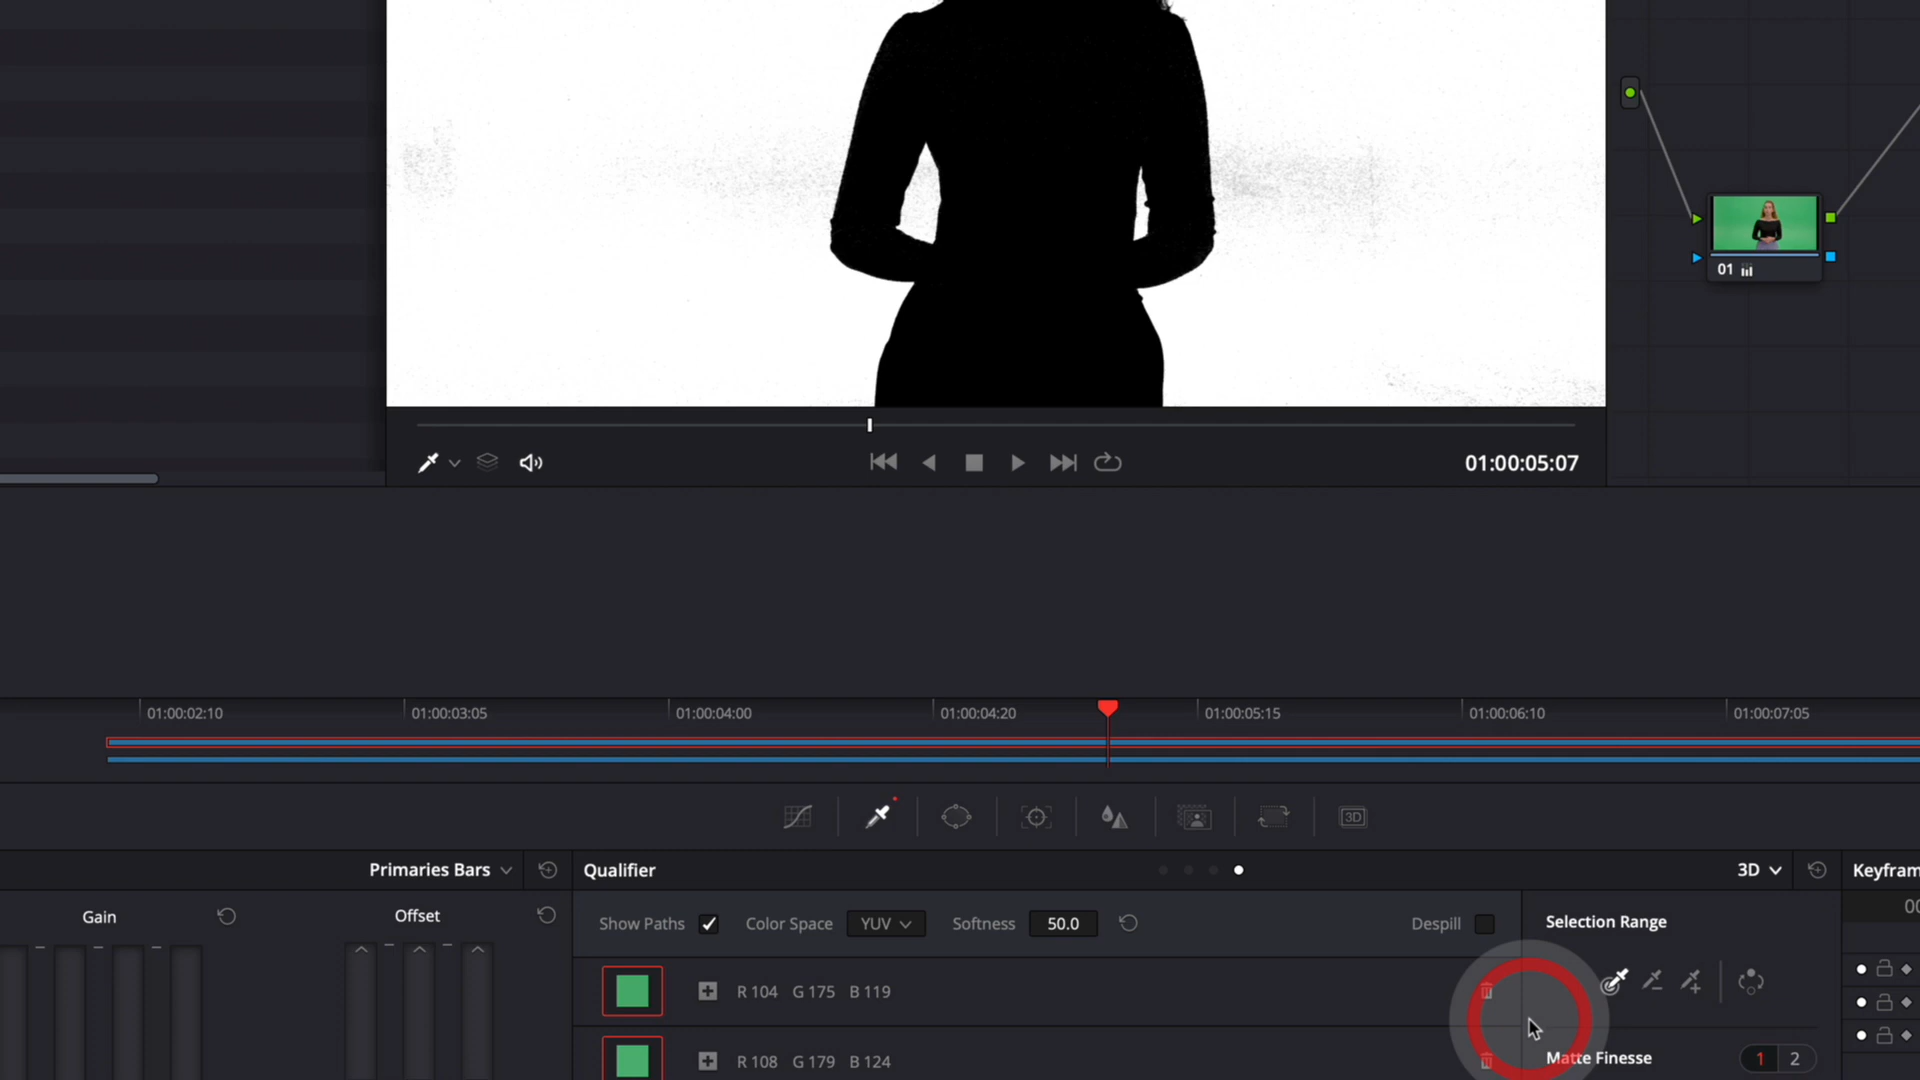 01
01:00:05:07
01:00:02:10 01:00:03:05 01:00:04:00 01:00:04:20 01:00:05:15 01:00:06:10 01:00:07:05
3D
Primaries Bars
Qualifier
3D
Gain
Offset
Show Paths Color Space YUV Softness 50.0 Despill
R 104 G 175 B 119
R 108 G 179 B 124
Selection Range
Matte Finesse 1 2